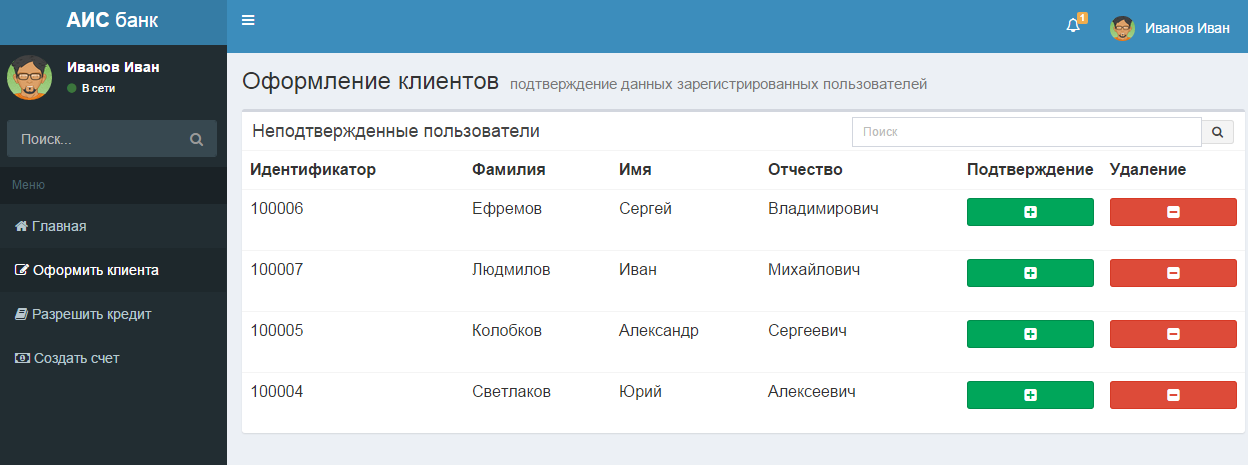 АИС банк
1
Иванов Иван
Иванов Иван
В сети
Поиск...
Меню
Главная
Оформить клиента
Разрешить кредит
Создать счет
Оформление клиентов подтверждение данных зарегистрированных пользователей
Неподтвержденные пользователи
Поиск
Идентификатор Фамилия Имя Отчество Подтверждение Удаление
100006 Ефремов Сергей Владимирович
100007 Людмилов Иван Михайлович
100005 Колобков Александр Сергеевич
100004 Светлаков Юрий Алексеевич